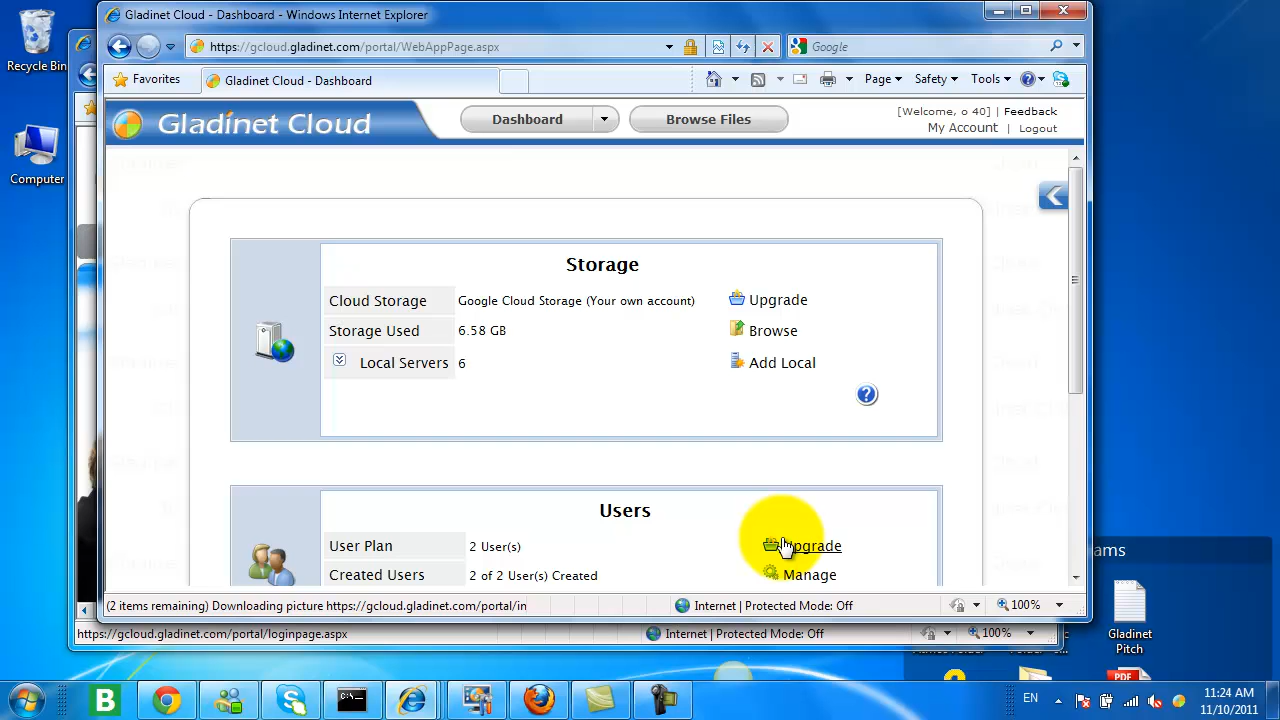 Gladinet Cloud - Dashboard - Windows Internet Explorer
Recycle Bin
https://gcloud.gladinet.com/portal/WebAppPage.aspx
Google
Favorites
Gladinet Cloud - Dashboard
Page
Safety
Tools
Gladinet Cloud
Dashboard
Browse Files
[Welcome, o 40] | Feedback
My Account | Logout
Computer
Storage
Cloud Storage
Google Cloud Storage (Your own account)
Upgrade
Storage Used
6.58 GB
Browse
Local Servers
6
Add Local
?
Users
User Plan
2 User(s)
Upgrade
Created Users
2 of 2 User(s) Created
Manage
(2 items remaining) Downloading picture https://gcloud.gladinet.com/portal/in
Internet | Protected Mode: Off
100%
https://gcloud.gladinet.com/portal/loginpage.aspx
Internet | Protected Mode: Off
100%
ams
Gladinet
Pitch
PDF
B
EN
11:24 AM
11/10/2011